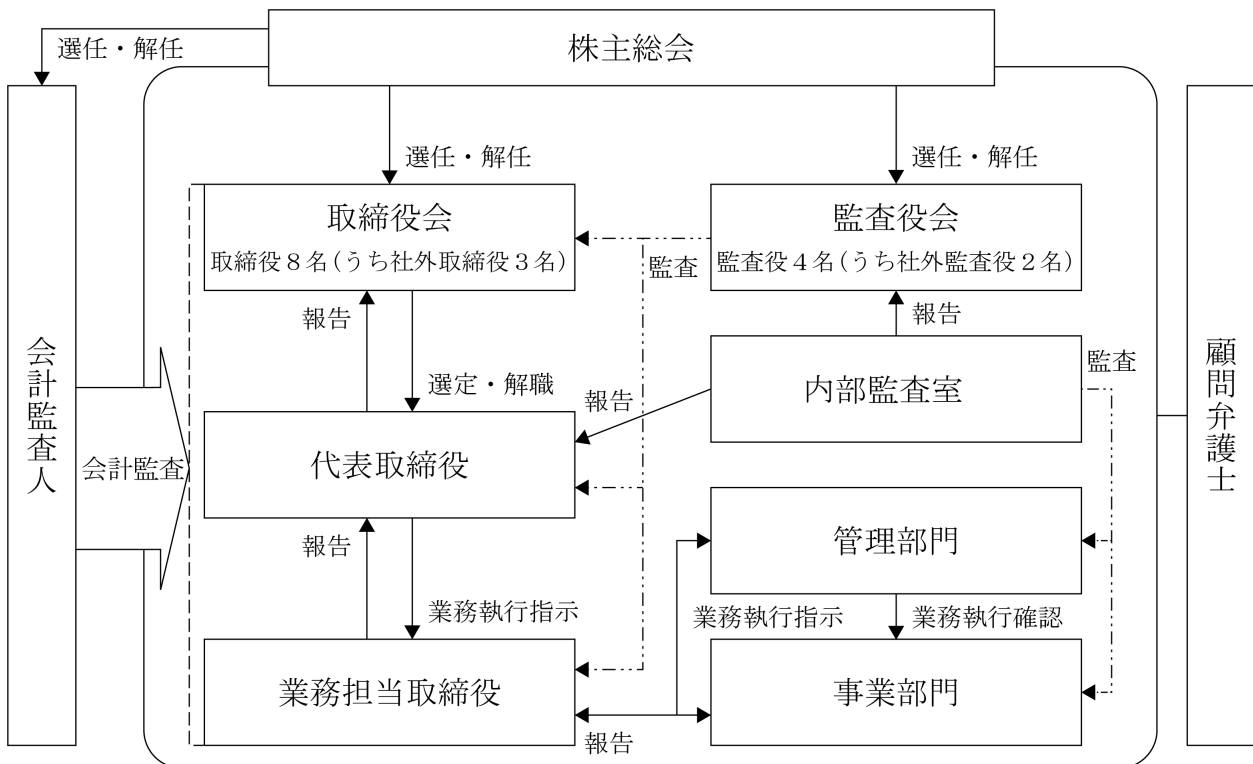 株主総会
選任・解任
選任・解任
選任・解任
取締役会
取締役８名(うち社外取締役３名)
監査役会
監査役４名(うち社外監査役２名)
監査
報告
報告
選定・解職
内部監査室
監査
報告
会計監査人
会計監査
顧問弁護士
代表取締役
管理部門
報告
業務執行指示
業務執行指示
業務執行確認
業務担当取締役
事業部門
報告